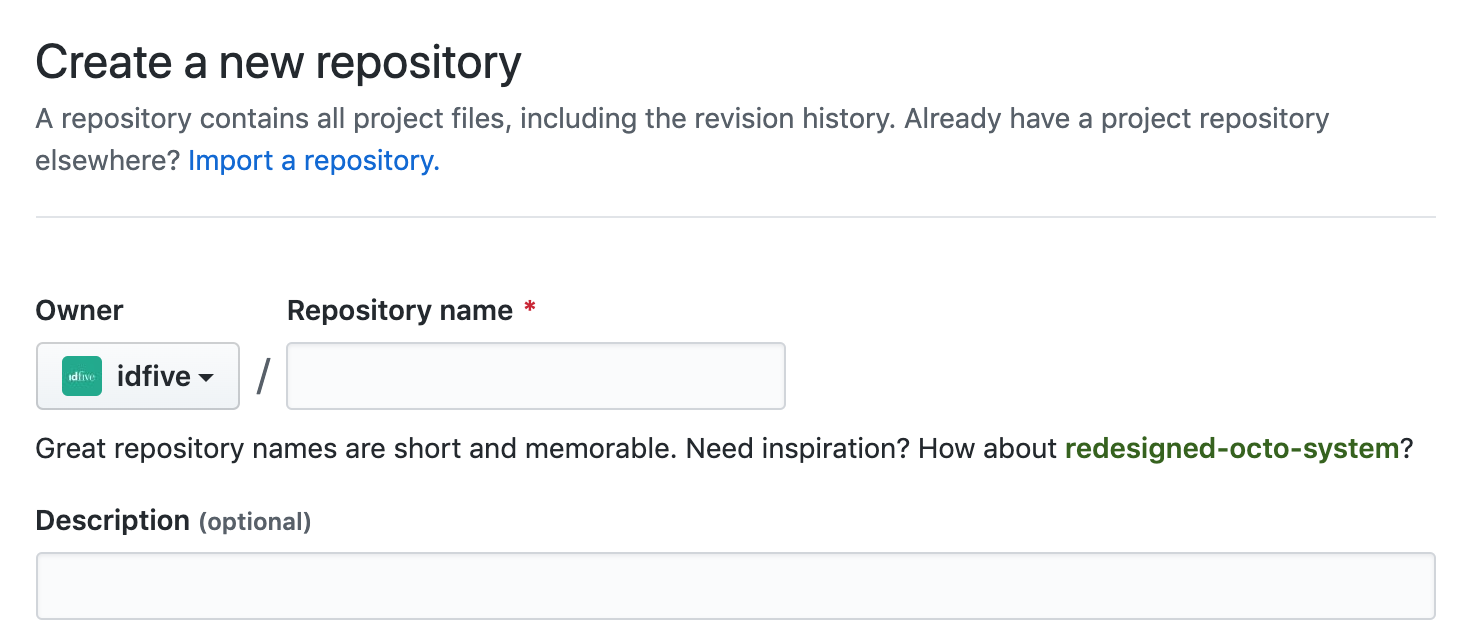 Create a new repository
A repository contains all project files, including the revision history. Already have a project repository
elsewhere? Import a repository.
Owner
Repository name *
idfive
idfive
/
Great repository names are short and memorable. Need inspiration? How about redesigned-octo-system?
Description (optional)